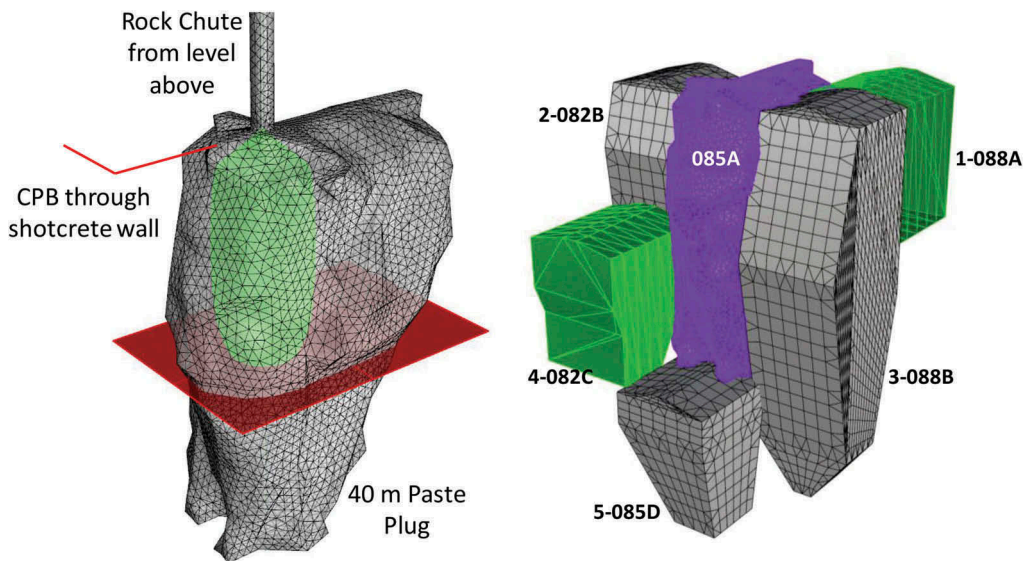 Rock Chute
from level
above
CPB through
shotcrete wall
40 m Paste
Plug
2-082B
085A
1-088A
4-082C
3-088B
5-085D